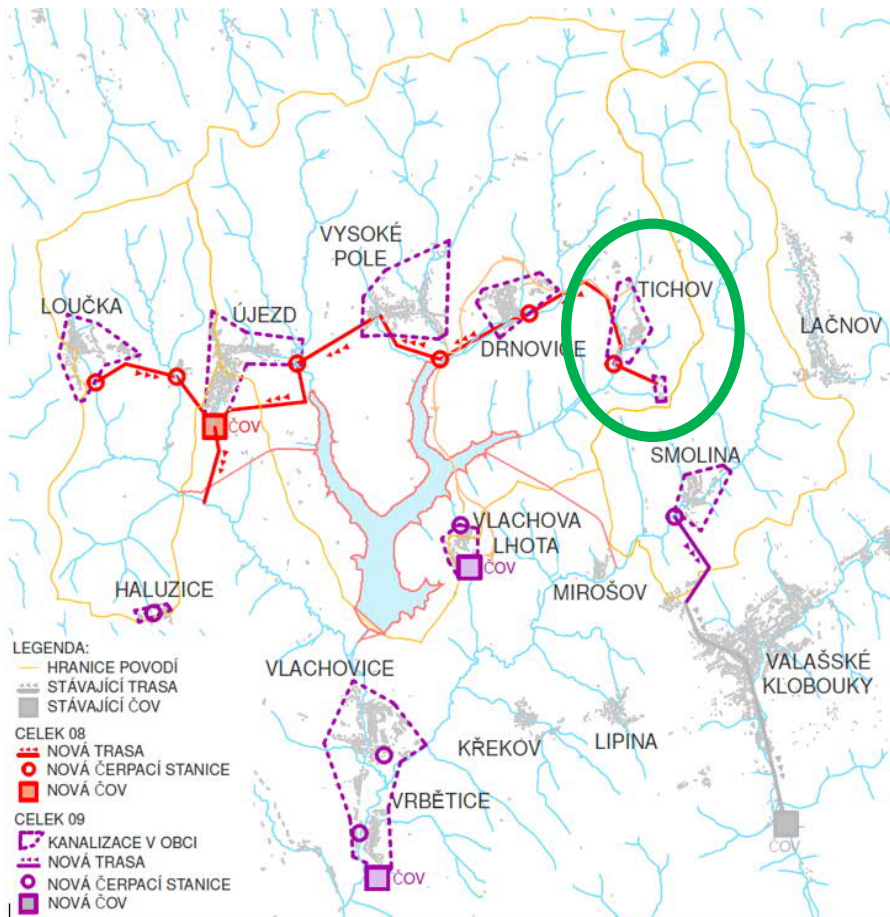 VYSOKÉ
POLE
TICHOV
LOUČKA
ÚJEZD
LAČNOV
DRNOVICE
ČOV
SMOLINA
VLACHOVA
LHOTA
ČOV
MIROŠOV
HALUZICE
VALAŠSKÉ
KLOBOUKY
VLACHOVICE
KŘEKOV
LIPINA
VRBĚTICE
ČOV
ČOV
LEGENDA:
HRANICE POVODÍ
STÁVAJÍCÍ TRASA
STÁVAJÍCÍ ČOV
CELEK 08
NOVÁ TRASA
NOVÁ ČERPACÍ STANICE
NOVÁ ČOV
CELEK 09
KANALIZACE V OBCI
NOVÁ TRASA
NOVÁ ČERPACÍ STANICE
NOVÁ ČOV